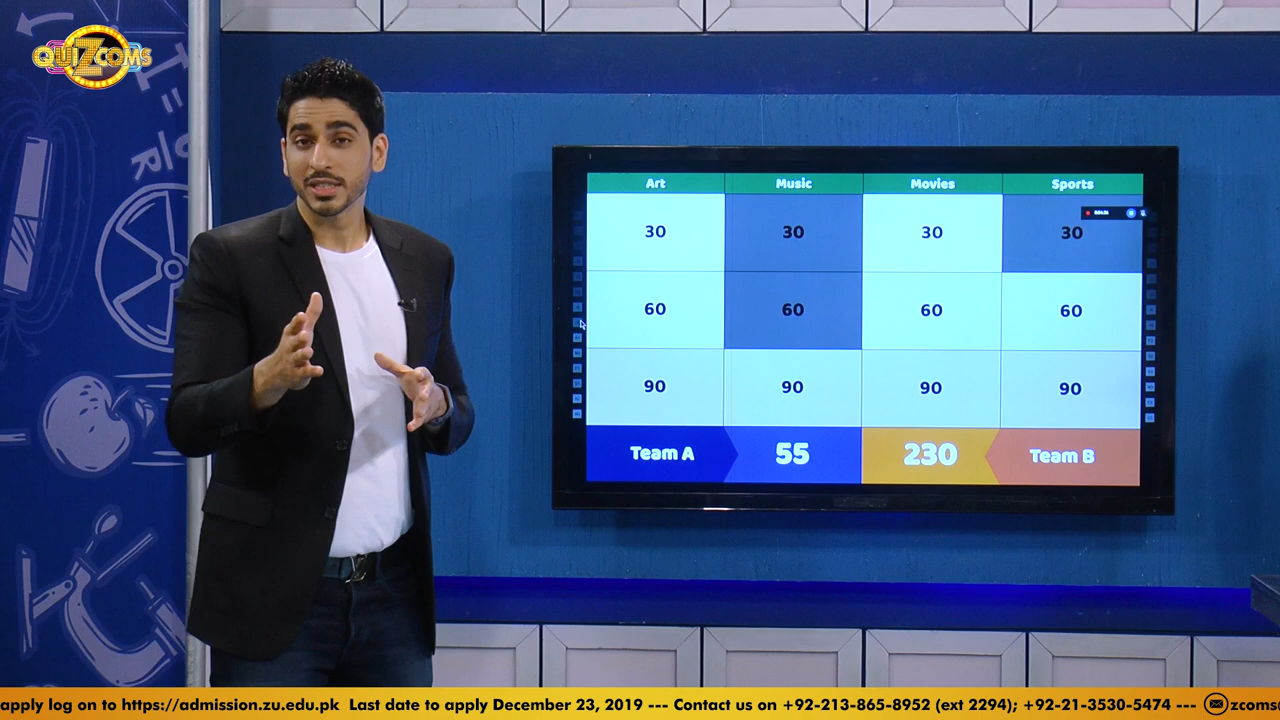 QUIZCOMS
Art Music Movies Sports
30 30 30 30
60 60 60 60
90 90 90 90
Team A 55 230 Team B
apply log on to https://admission.zu.edu.pk Last date to apply December 23, 2019 --- Contact us on +92-213-865-8952 (ext 2294); +92-21-3530-5474 --- zcoms